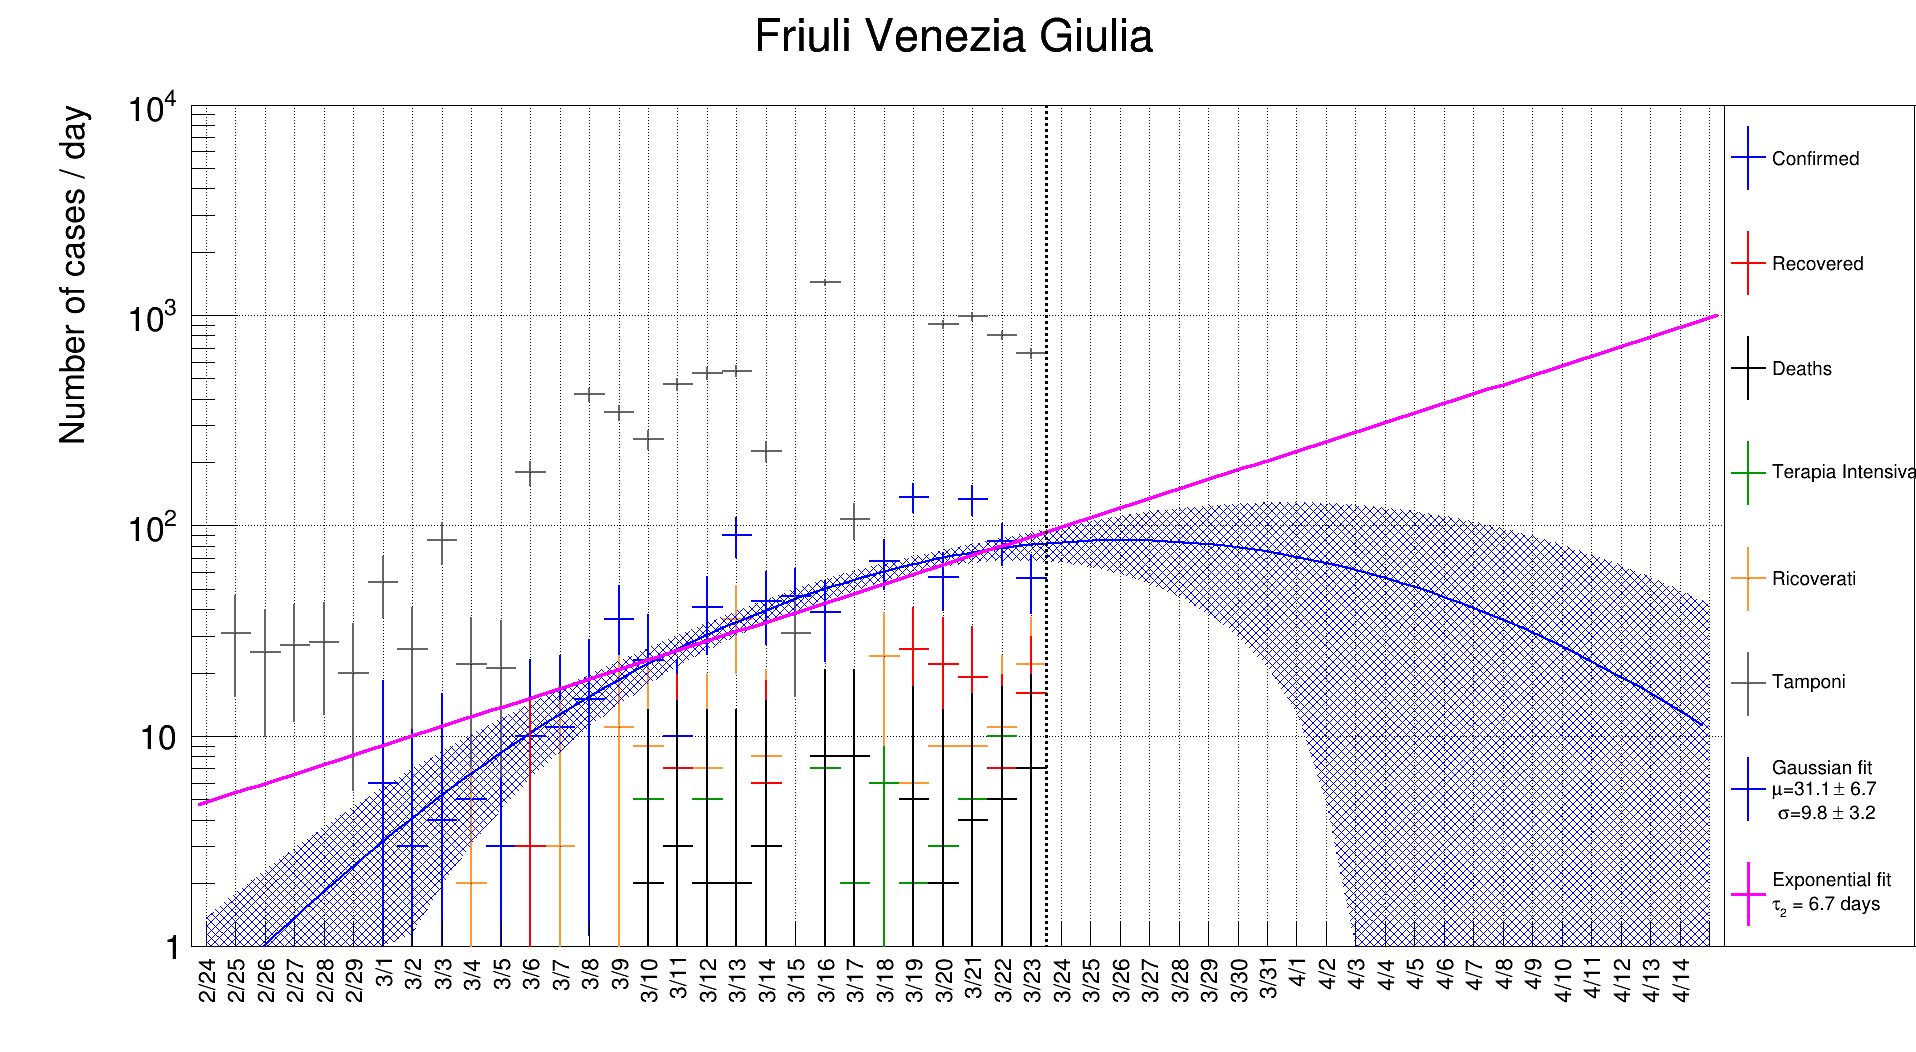 Friuli Venezia Giulia
Number of cases / day
10⁴
10³
10²
10
1
2/24 2/25 2/26 2/27 2/28 2/29 3/1 3/2 3/3 3/4 3/5 3/6 3/7 3/8 3/9 3/10 3/11 3/12 3/13 3/14 3/15 3/16 3/17 3/18 3/19 3/20 3/21 3/22 3/23 3/24 3/25 3/26 3/27 3/28 3/29 3/30 3/31 4/1 4/2 4/3 4/4 4/5 4/6 4/7 4/8 4/9 4/10 4/11 4/12 4/13 4/14
Confirmed
Recovered
Deaths
Terapia Intensiva
Ricoverati
Tamponi
Gaussian fit
μ=31.1 ± 6.7
σ=9.8 ± 3.2
Exponential fit
τ₂ = 6.7 days